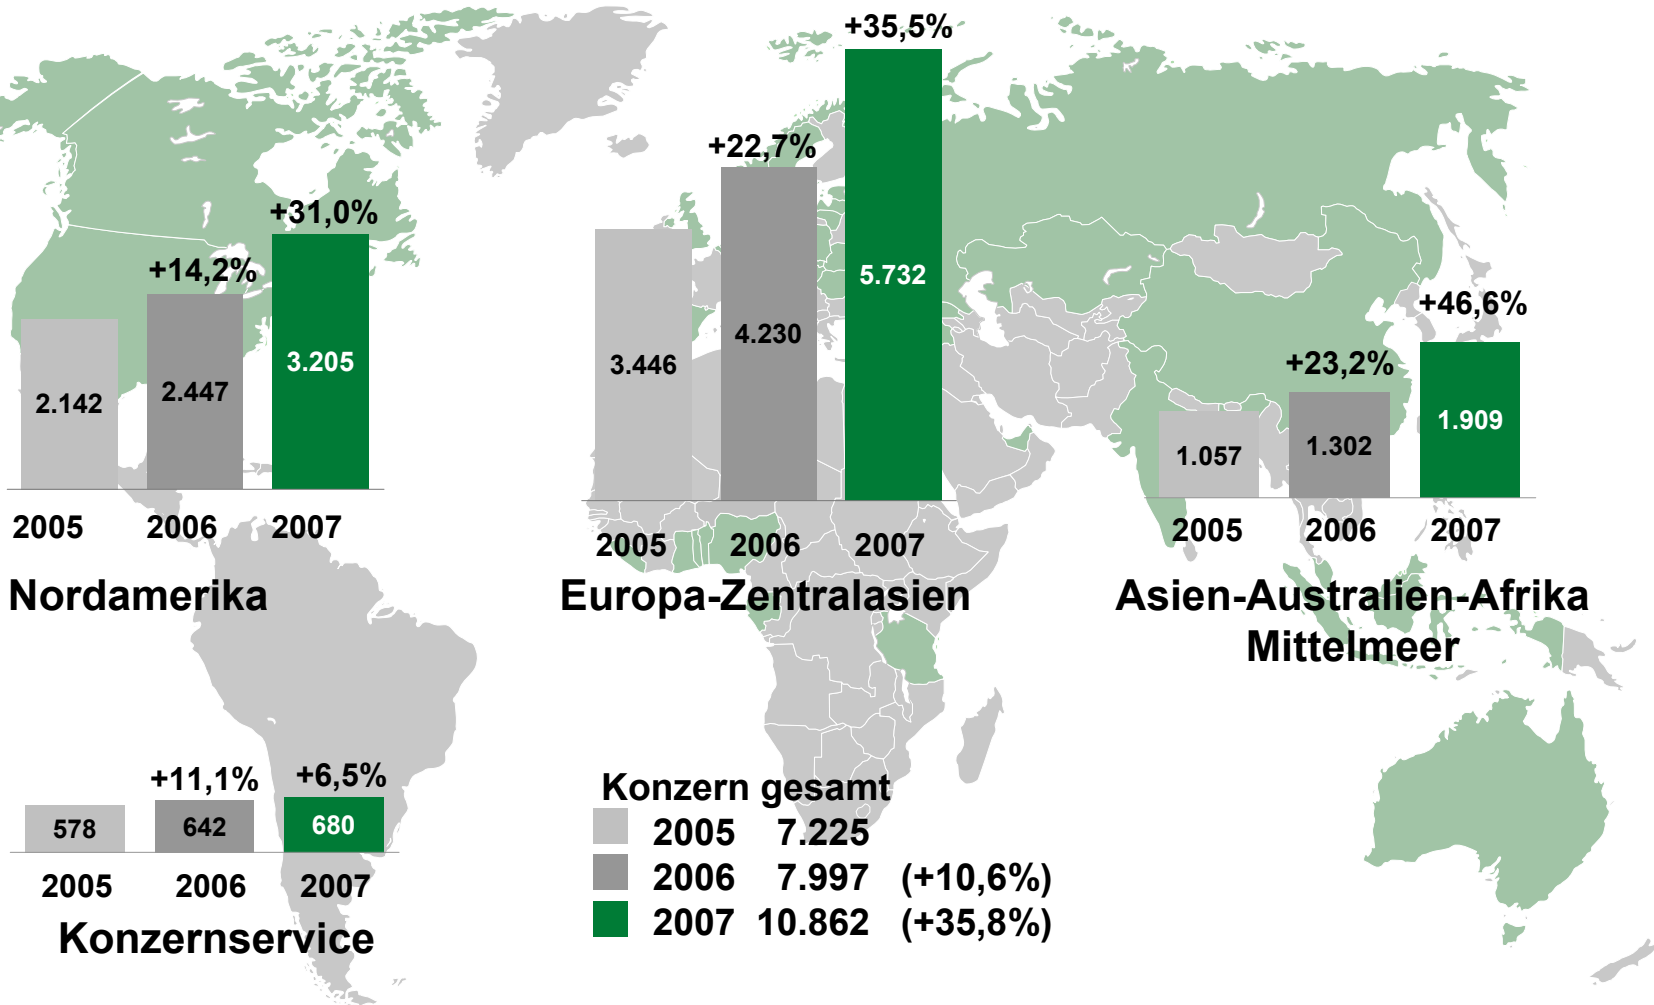 +31,0%
+14,2%
2.142
2.447
3.205
2005 2006 2007
Nordamerika
+35,5%
+22,7%
3.446
4.230
5.732
2005 2006 2007
Europa-Zentralasien
+46,6%
+23,2%
1.057
1.302
1.909
2005 2006 2007
Asien-Australien-Afrika
Mittelmeer
+11,1% +6,5%
578 642 680
2005 2006 2007
Konzernservice
Konzern gesamt
2005 7.225
2006 7.997 (+10,6%)
2007 10.862 (+35,8%)